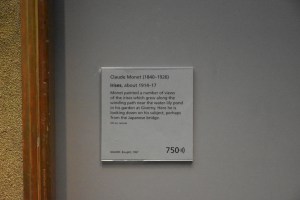 Claude Monet (1840–1926)
Irises, about 1914-17
Monet painted a number of views
of the irises which grew along the
winding path near the water-lily pond
in his garden at Giverny. Here he is
looking down on his subject, perhaps
from the Japanese bridge.
Bought, 1967
750